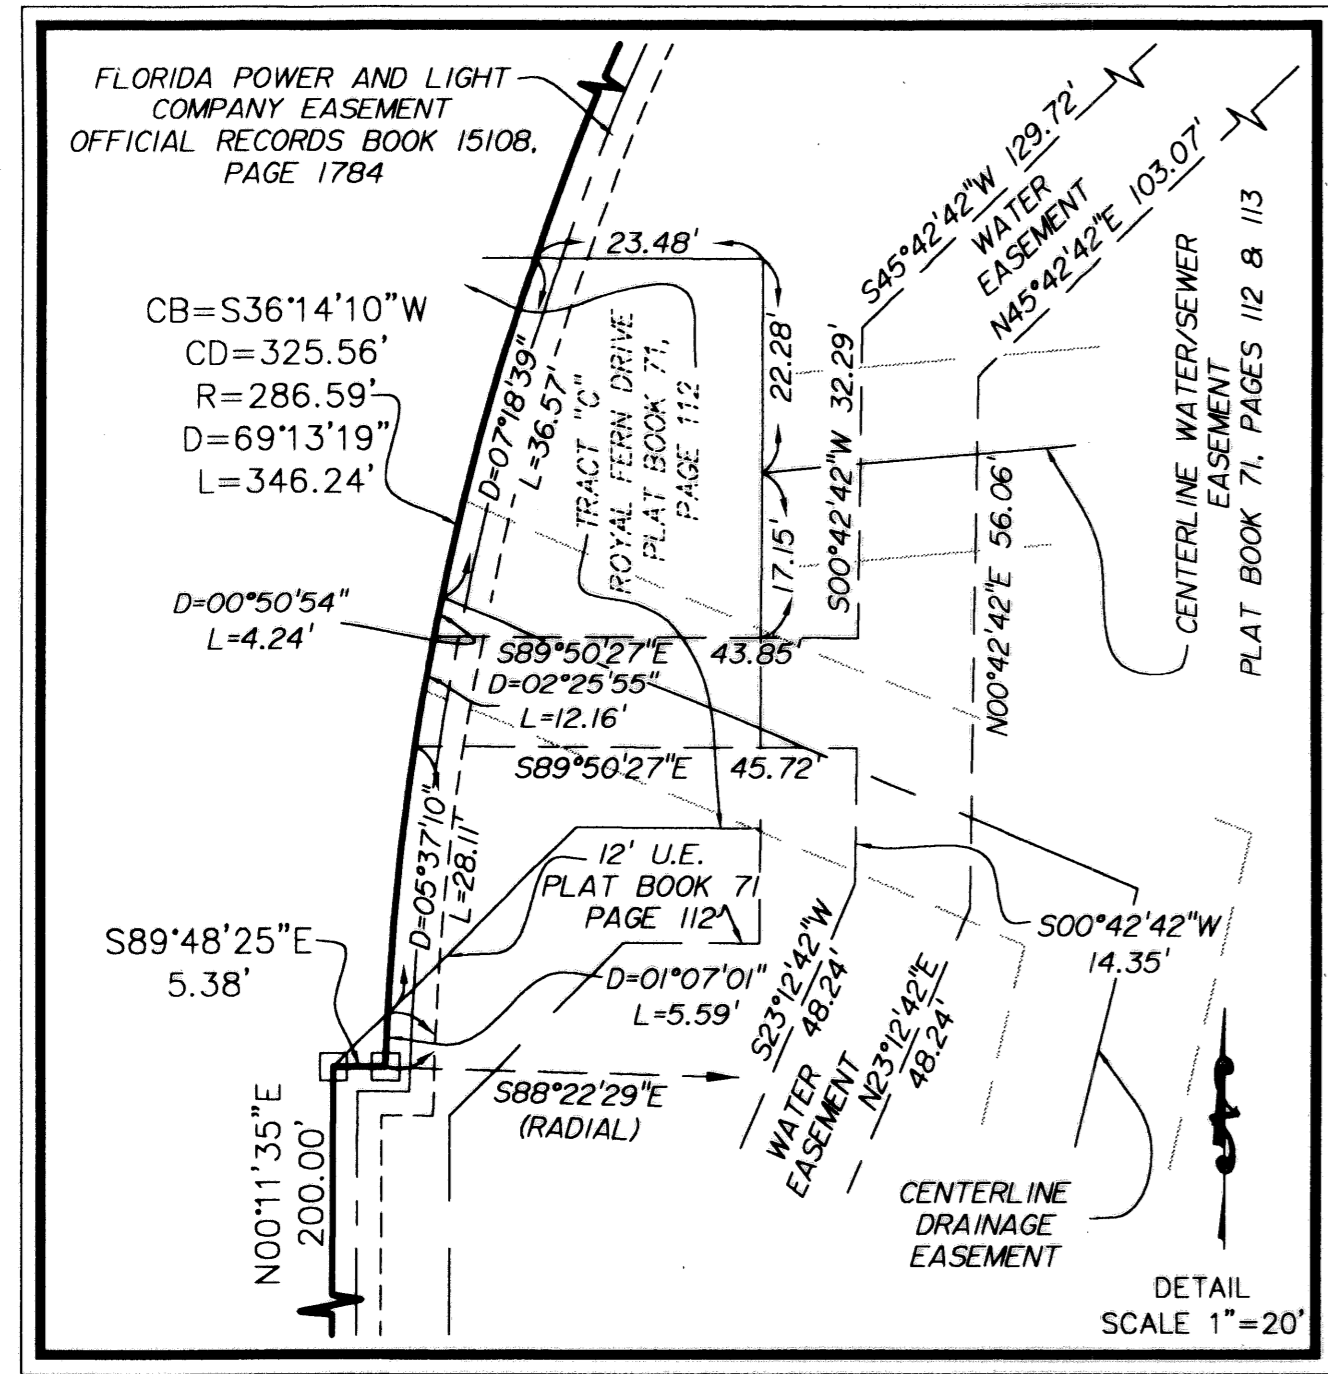 FLORIDA POWER AND LIGHT
COMPANY EASEMENT
OFFICIAL RECORDS BOOK 15108,
PAGE 1784
23.48'
S45°42'42"W 129.72'
WATER
EASEMENT
N45°42'42"E 103.07'
CB=S36°14'10"W
CD=325.56'
R=286.59'
D=69°13'19"
L=346.24'
D=07°18'39"
L=36.57'
TRACT "C"
ROYAL FERN DRIVE
PLAT BOOK 71,
PAGE 112
22.28'
17.15'
S00°42'42"W 32.29'
N00°42'42"E 56.06'
CENTERLINE WATER/SEWER
EASEMENT
PLAT BOOK 71, PAGES 112 & 113
D=00°50'54"
L=4.24'
S89°50'27"E 43.85'
D=02°25'55"
L=12.16'
S89°50'27"E 45.72'
D=05°37'10"
L=28.11'
12' U.E.
PLAT BOOK 71
PAGE 112
S89°48'25"E
5.38'
D=01°07'01"
L=5.59'
S00°42'42"W
14.35'
S23°12'42"W
48.24'
WATER
EASEMENT
N23°12'42"E
48.24'
S88°22'29"E
(RADIAL)
N00°11'35"E
200.00'
CENTERLINE
DRAINAGE
EASEMENT
DETAIL
SCALE 1"=20'